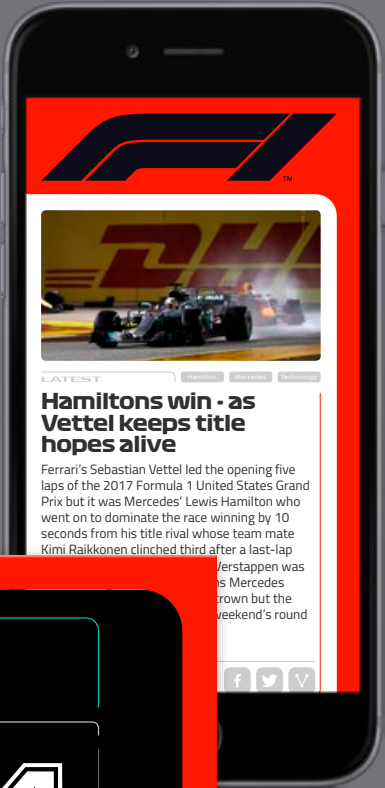 F1
TM
DHL
LATEST
Hamilton
Mercedes
Technology
Hamiltons win - as
Vettel keeps title
hopes alive
Ferrari's Sebastian Vettel led the opening five
laps of the 2017 Formula 1 United States Grand
Prix but it was Mercedes' Lewis Hamilton who
went on to dominate the race winning by 10
seconds from his title rival whose team mate
Kimi Raikkonen clinched third after a last-lap
Verstappen was
Mercedes
crown but the
weekend's round